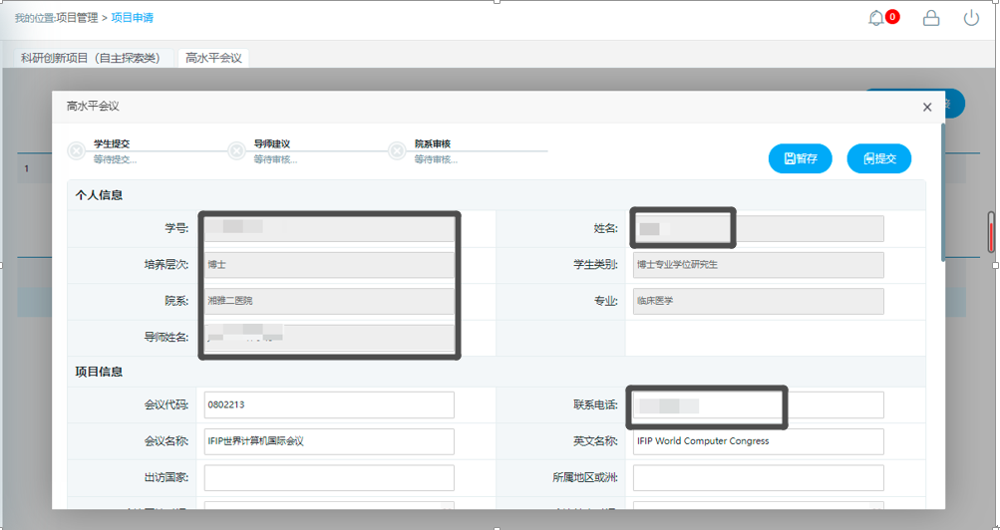 我的位置:项目管理 > 项目申请
0
科研创新项目（自主探索类） 高水平会议
高水平会议
学生提交 导师建议 院系审核
等待提交... 等待审核... 等待审核...
暂存 提交
1
个人信息
学号: 姓名:
培养层次: 博士 学生类别: 博士专业学位研究生
院系: 湘雅二医院 专业: 临床医学
导师姓名:
项目信息
会议代码: 0802213 联系电话:
会议名称: IFIP世界计算机国际会议 英文名称: IFIP World Computer Congress
出访国家: 所属地区或洲: